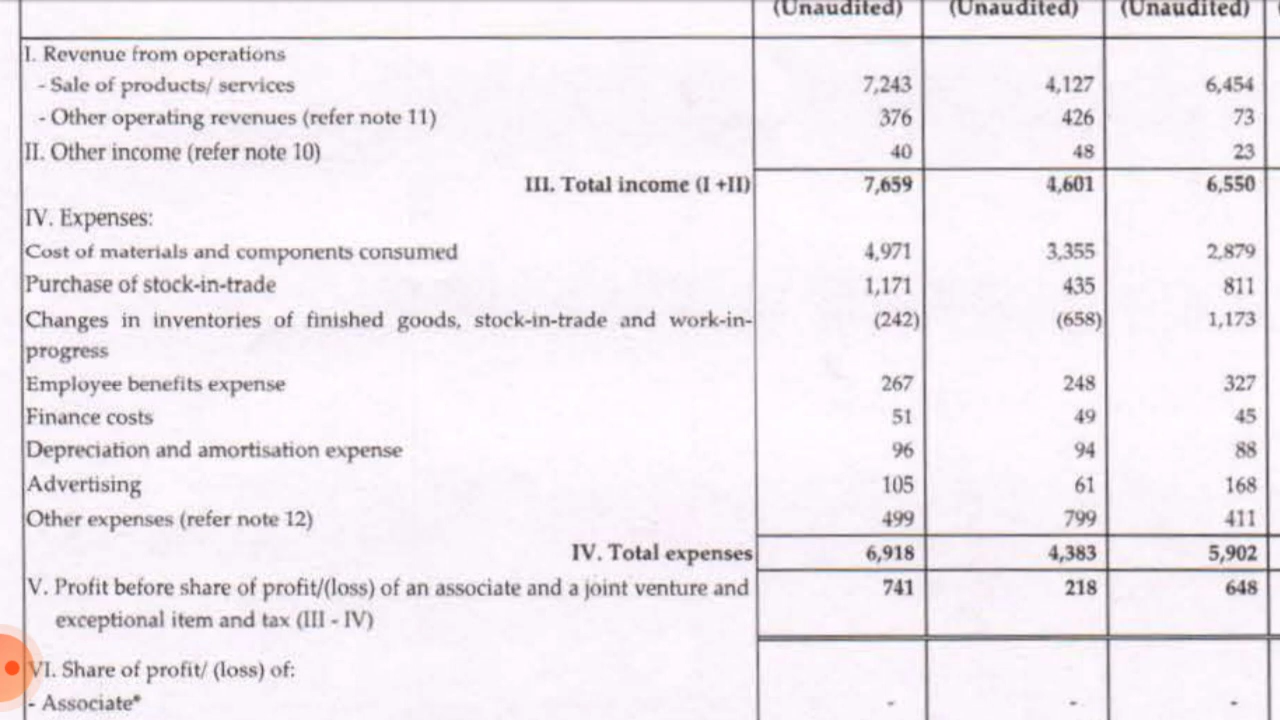 (Unaudited) (Unaudited) (Unaudited)
I. Revenue from operations
- Sale of products/ services 7,243 4,127 6,454
- Other operating revenues (refer note 11) 376 426 73
II. Other income (refer note 10) 40 48 23
III. Total income (I +II) 7,659 4,601 6,550
IV. Expenses:
Cost of materials and components consumed 4,971 3,355 2,879
Purchase of stock-in-trade 1,171 435 811
Changes in inventories of finished goods, stock-in-trade and work-in- (242) (658) 1,173
progress
Employee benefits expense 267 248 327
Finance costs 51 49 45
Depreciation and amortisation expense 96 94 88
Advertising 105 61 168
Other expenses (refer note 12) 499 799 411
IV. Total expenses 6,918 4,383 5,902
V. Profit before share of profit/(loss) of an associate and a joint venture and 741 218 648
exceptional item and tax (III - IV)
VI. Share of profit/ (loss) of:
- Associate* - - -